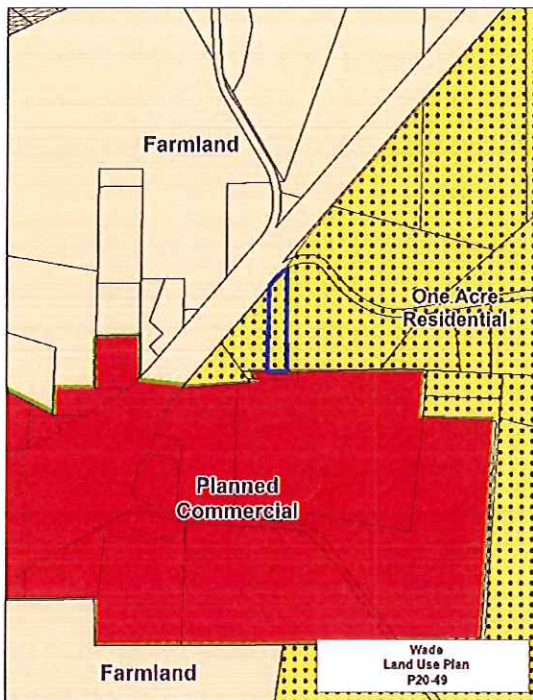 Farmland
One Acre
Residential
Planned
Commercial
Farmland
Wade
Land Use Plan
P20-49